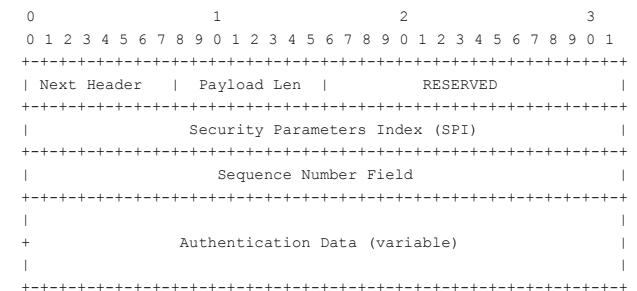 0                   1                   2                   3
 0 1 2 3 4 5 6 7 8 9 0 1 2 3 4 5 6 7 8 9 0 1 2 3 4 5 6 7 8 9 0 1
+-+-+-+-+-+-+-+-+-+-+-+-+-+-+-+-+-+-+-+-+-+-+-+-+-+-+-+-+-+-+-+-+
| Next Header   |  Payload Len  |          RESERVED             |
+-+-+-+-+-+-+-+-+-+-+-+-+-+-+-+-+-+-+-+-+-+-+-+-+-+-+-+-+-+-+-+-+
|                 Security Parameters Index (SPI)               |
+-+-+-+-+-+-+-+-+-+-+-+-+-+-+-+-+-+-+-+-+-+-+-+-+-+-+-+-+-+-+-+-+
|                    Sequence Number Field                      |
+-+-+-+-+-+-+-+-+-+-+-+-+-+-+-+-+-+-+-+-+-+-+-+-+-+-+-+-+-+-+-+-+
|                                                               |
+                Authentication Data (variable)                 |
|                                                               |
+-+-+-+-+-+-+-+-+-+-+-+-+-+-+-+-+-+-+-+-+-+-+-+-+-+-+-+-+-+-+-+-+